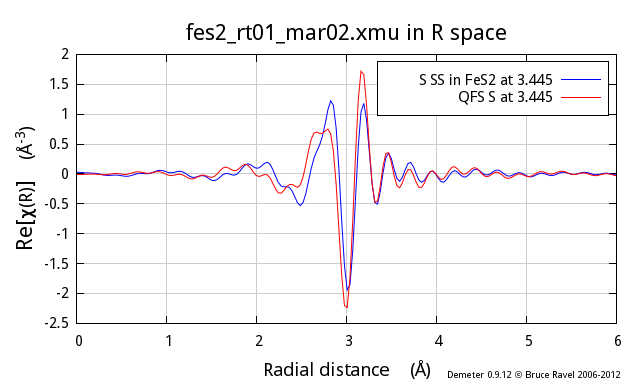 fes2_rt01_mar02.xmu in R space
S SS in FeS2 at 3.445
QFS S at 3.445
2
1.5
1
0.5
0
-0.5
-1
-1.5
-2
-2.5
Re[χ(R)] (Å⁻³)
0 1 2 3 4 5 6
Radial distance (Å)
Demeter 0.9.12 © Bruce Ravel 2006-2012